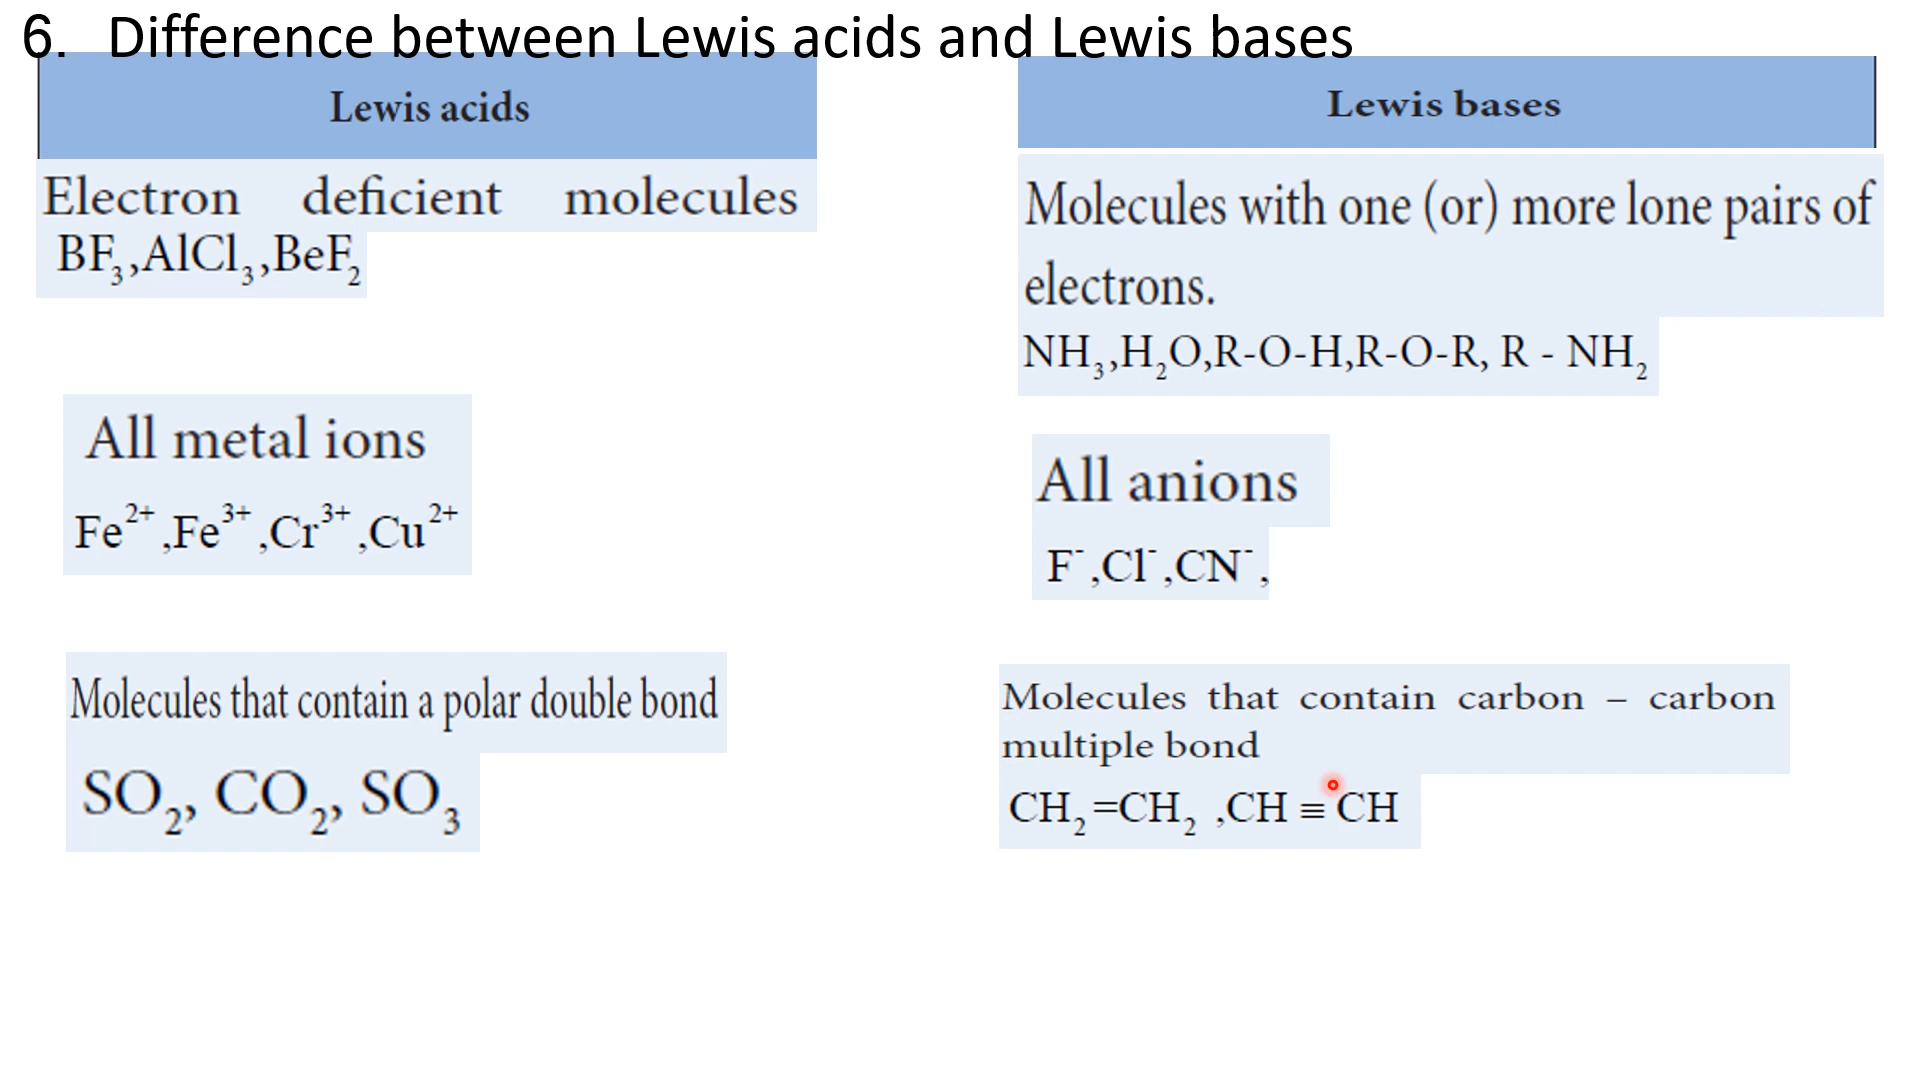 6. Difference between Lewis acids and Lewis bases
Lewis acids
Electron deficient molecules
BF₃,AlCl₃,BeF₂
All metal ions
Fe²⁺,Fe³⁺,Cr³⁺,Cu²⁺
Molecules that contain a polar double bond
SO₂, CO₂, SO₃
Lewis bases
Molecules with one (or) more lone pairs of
electrons.
NH₃,H₂O,R-O-H,R-O-R, R - NH₂
All anions
F⁻,Cl⁻,CN⁻,
Molecules that contain carbon – carbon
multiple bond
CH₂=CH₂ ,CH ≡ CH